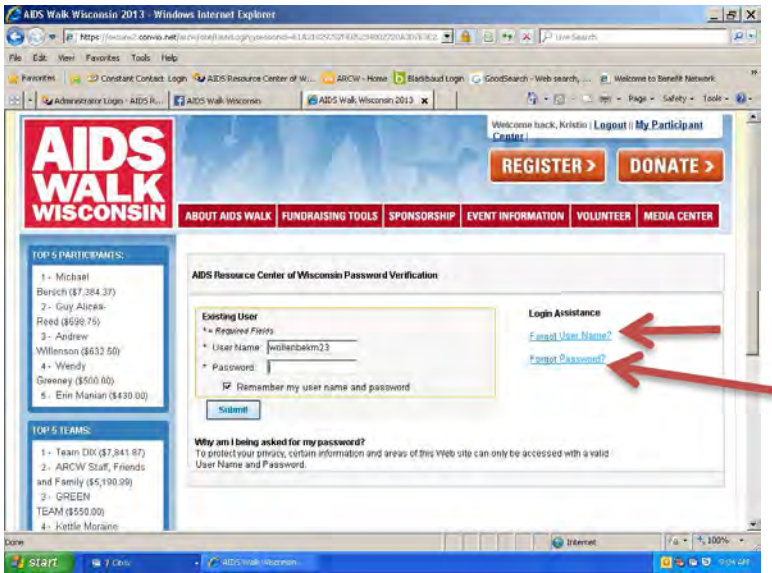 AIDS Walk Wisconsin 2013 - Windows Internet Explorer
Live Search
File Edit View Favorites Tools Help
Favorites Constant Contact: Login AIDS Resource Center of W... ARCW - Home Blackbaud Login GoodSearch - Web search, ... Welcome to Benefit Network
Administrator Login - AIDS R... AIDS Walk Wisconsin AIDS Walk Wisconsin 2013 x Page Safety Tools
Welcome back, Kristin | Logout | My Participant
Center |
AIDS
WALK
WISCONSIN
REGISTER > DONATE >
ABOUT AIDS WALK FUNDRAISING TOOLS SPONSORSHIP EVENT INFORMATION VOLUNTEER MEDIA CENTER
TOP 5 PARTICIPANTS:
1 - Michael
Bersch ($7,384.37)
2 - Guy Alicea-
Reed ($698.75)
3 - Andrew
Willenson ($633.50)
4 - Wendy
Greeney ($500.00)
5 - Erin Manian ($430.00)
TOP 5 TEAMS:
1 - Team DIX ($7,841.87)
2 - ARCW Staff, Friends
and Family ($5,190.99)
3 - GREEN
TEAM ($550.00)
4 - Kettle Moraine
AIDS Resource Center of Wisconsin Password Verification
Existing User
* = Required Fields
* User Name: wollenbekm23
* Password:
Remember my user name and password
Submit
Login Assistance
Forgot User Name?
Forgot Password?
Why am I being asked for my password?
To protect your privacy, certain information and areas of this Web site can only be accessed with a valid
User Name and Password.
Done Internet 100%
start 7 Citrix AIDS Walk Wisconsin... 9:04 AM